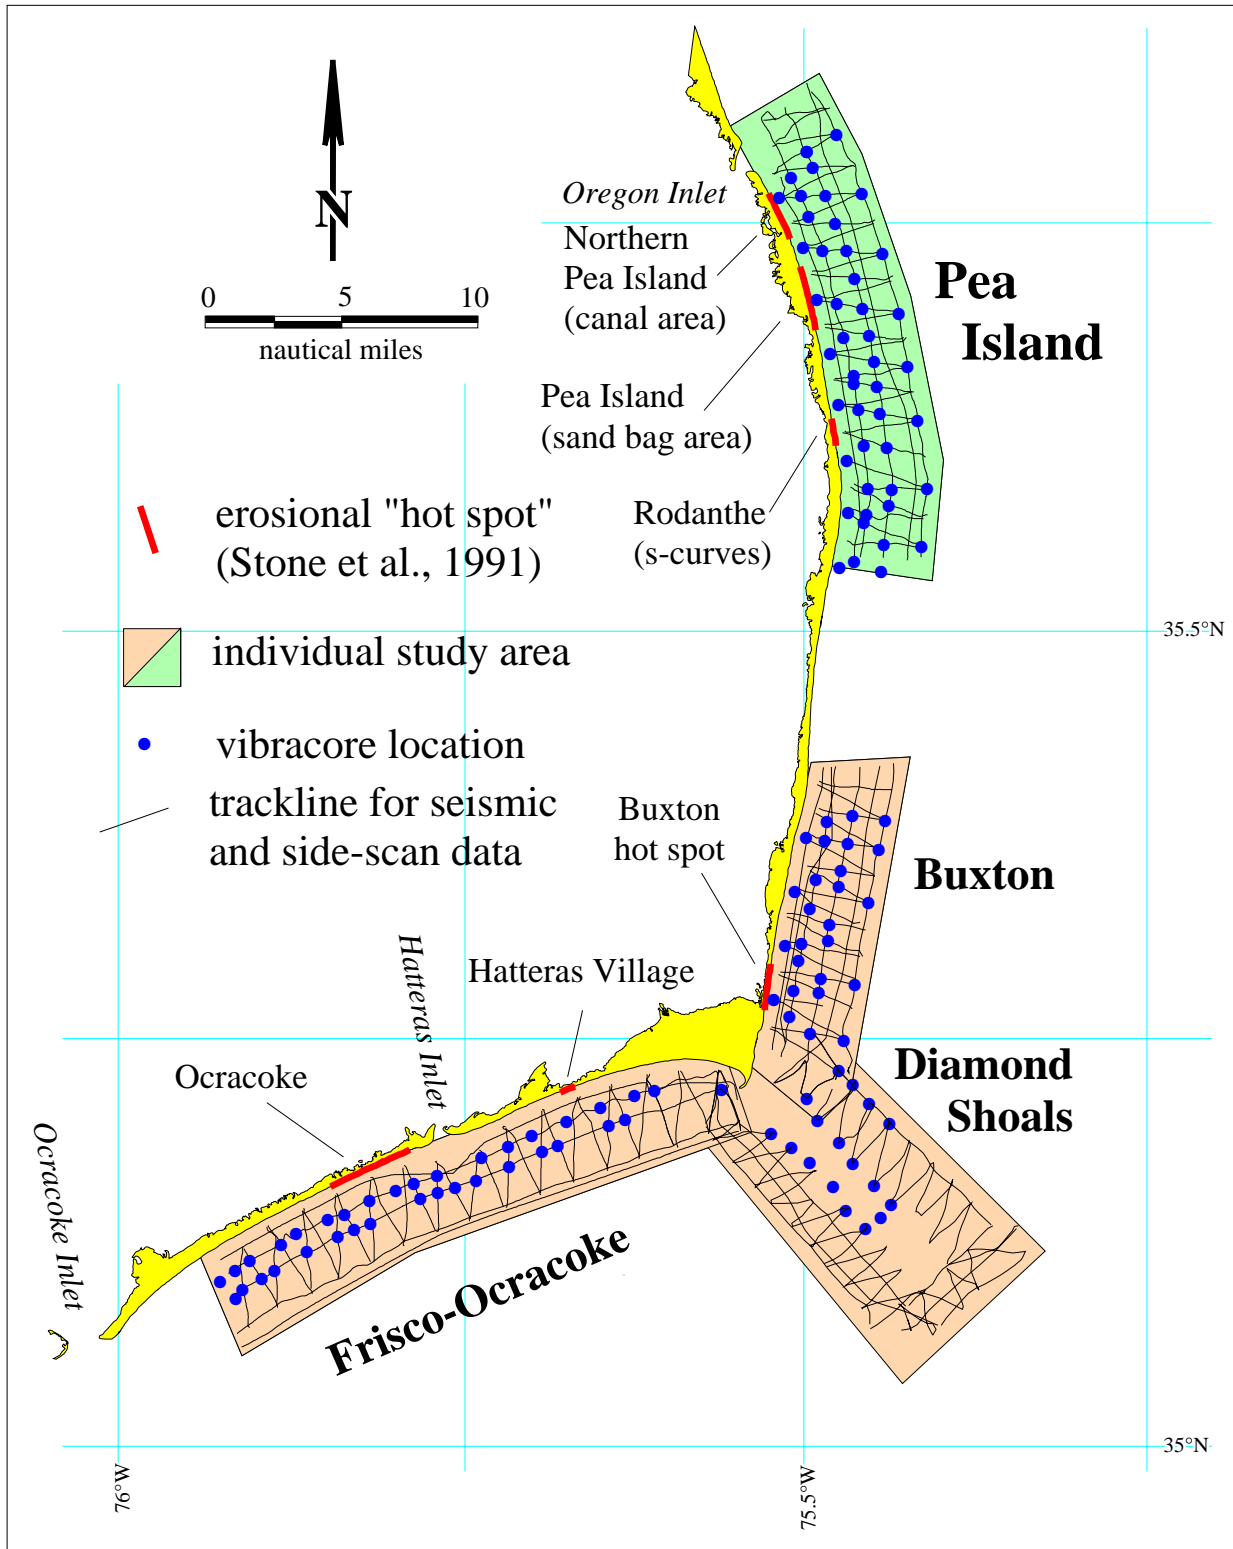 N
0 5 10
nautical miles
Oregon Inlet
Northern
Pea Island
(canal area)
Pea
Island
Pea Island
(sand bag area)
Rodanthe
(s-curves)
erosional "hot spot"
(Stone et al., 1991)
individual study area
vibracore location
trackline for seismic
and side-scan data
35.5°N
Buxton
hot spot
Buxton
Hatteras Inlet
Hatteras Village
Ocracoke
Diamond
Shoals
Ocracoke Inlet
Frisco-Ocracoke
35°N
76°W
75.5°W